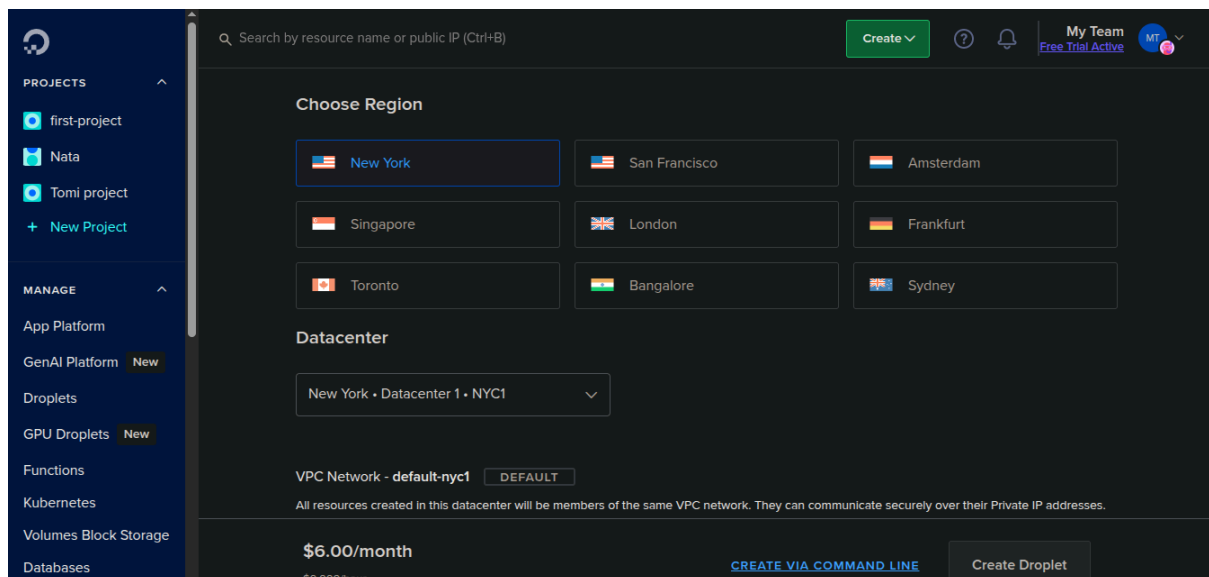 Search by resource name or public IP (Ctrl+B)
Create
My Team
Free Trial Active
MT
PROJECTS
first-project
Nata
Tomi project
+ New Project
MANAGE
App Platform
GenAI Platform New
Droplets
GPU Droplets New
Functions
Kubernetes
Volumes Block Storage
Databases
Choose Region
New York
San Francisco
Amsterdam
Singapore
London
Frankfurt
Toronto
Bangalore
Sydney
Datacenter
New York • Datacenter 1 • NYC1
VPC Network - default-nyc1 DEFAULT
All resources created in this datacenter will be members of the same VPC network. They can communicate securely over their Private IP addresses.
$6.00/month
CREATE VIA COMMAND LINE
Create Droplet